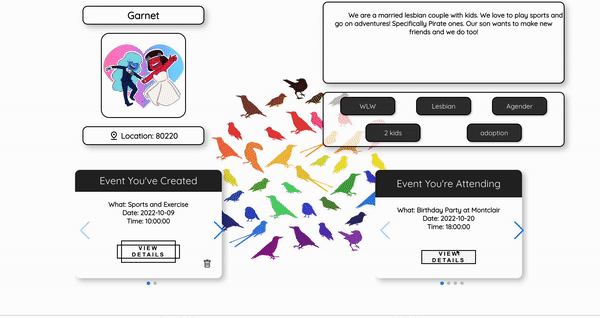 Garnet
We are a married lesbian couple with kids. We love to play sports and
go on adventures! Specifically Pirate ones. Our son wants to make new
friends and we do too!
Location: 80220
WLW
Lesbian
Agender
2 kids
adoption
Event You've Created
What: Sports and Exercise
Date: 2022-10-09
Time: 10:00:00
VIEW
DETAILS
Event You're Attending
What: Birthday Party at Montclair
Date: 2022-10-20
Time: 18:00:00
VIEW
DETAILS